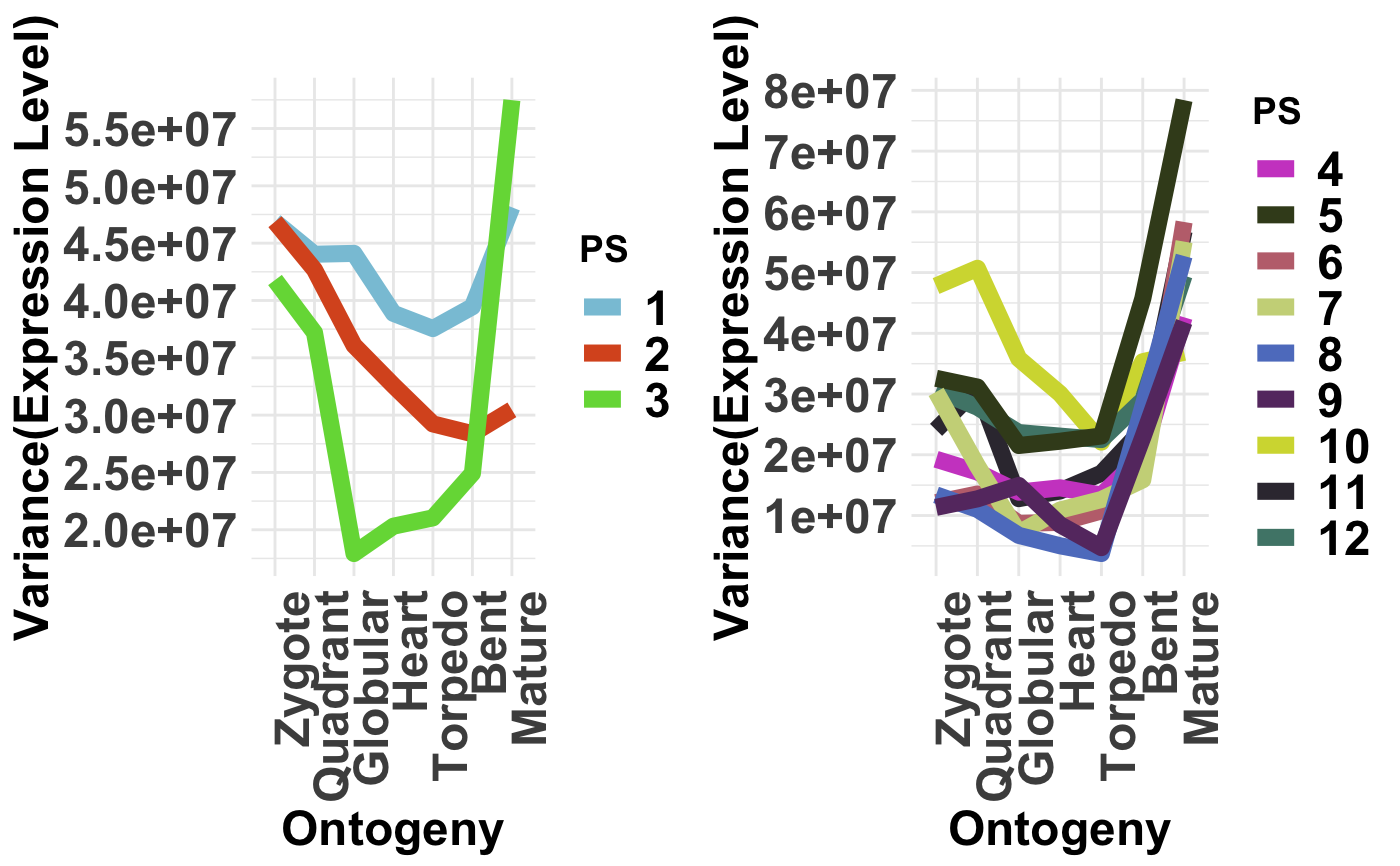 Variance(Expression Level)
5.5e+07
5.0e+07
4.5e+07
4.0e+07
3.5e+07
3.0e+07
2.5e+07
2.0e+07
Zygote
Quadrant
Globular
Heart
Torpedo
Bent
Mature
Ontogeny
PS
1
2
3
Variance(Expression Level)
8e+07
7e+07
6e+07
5e+07
4e+07
3e+07
2e+07
1e+07
Zygote
Quadrant
Globular
Heart
Torpedo
Bent
Mature
Ontogeny
PS
4
5
6
7
8
9
10
11
12